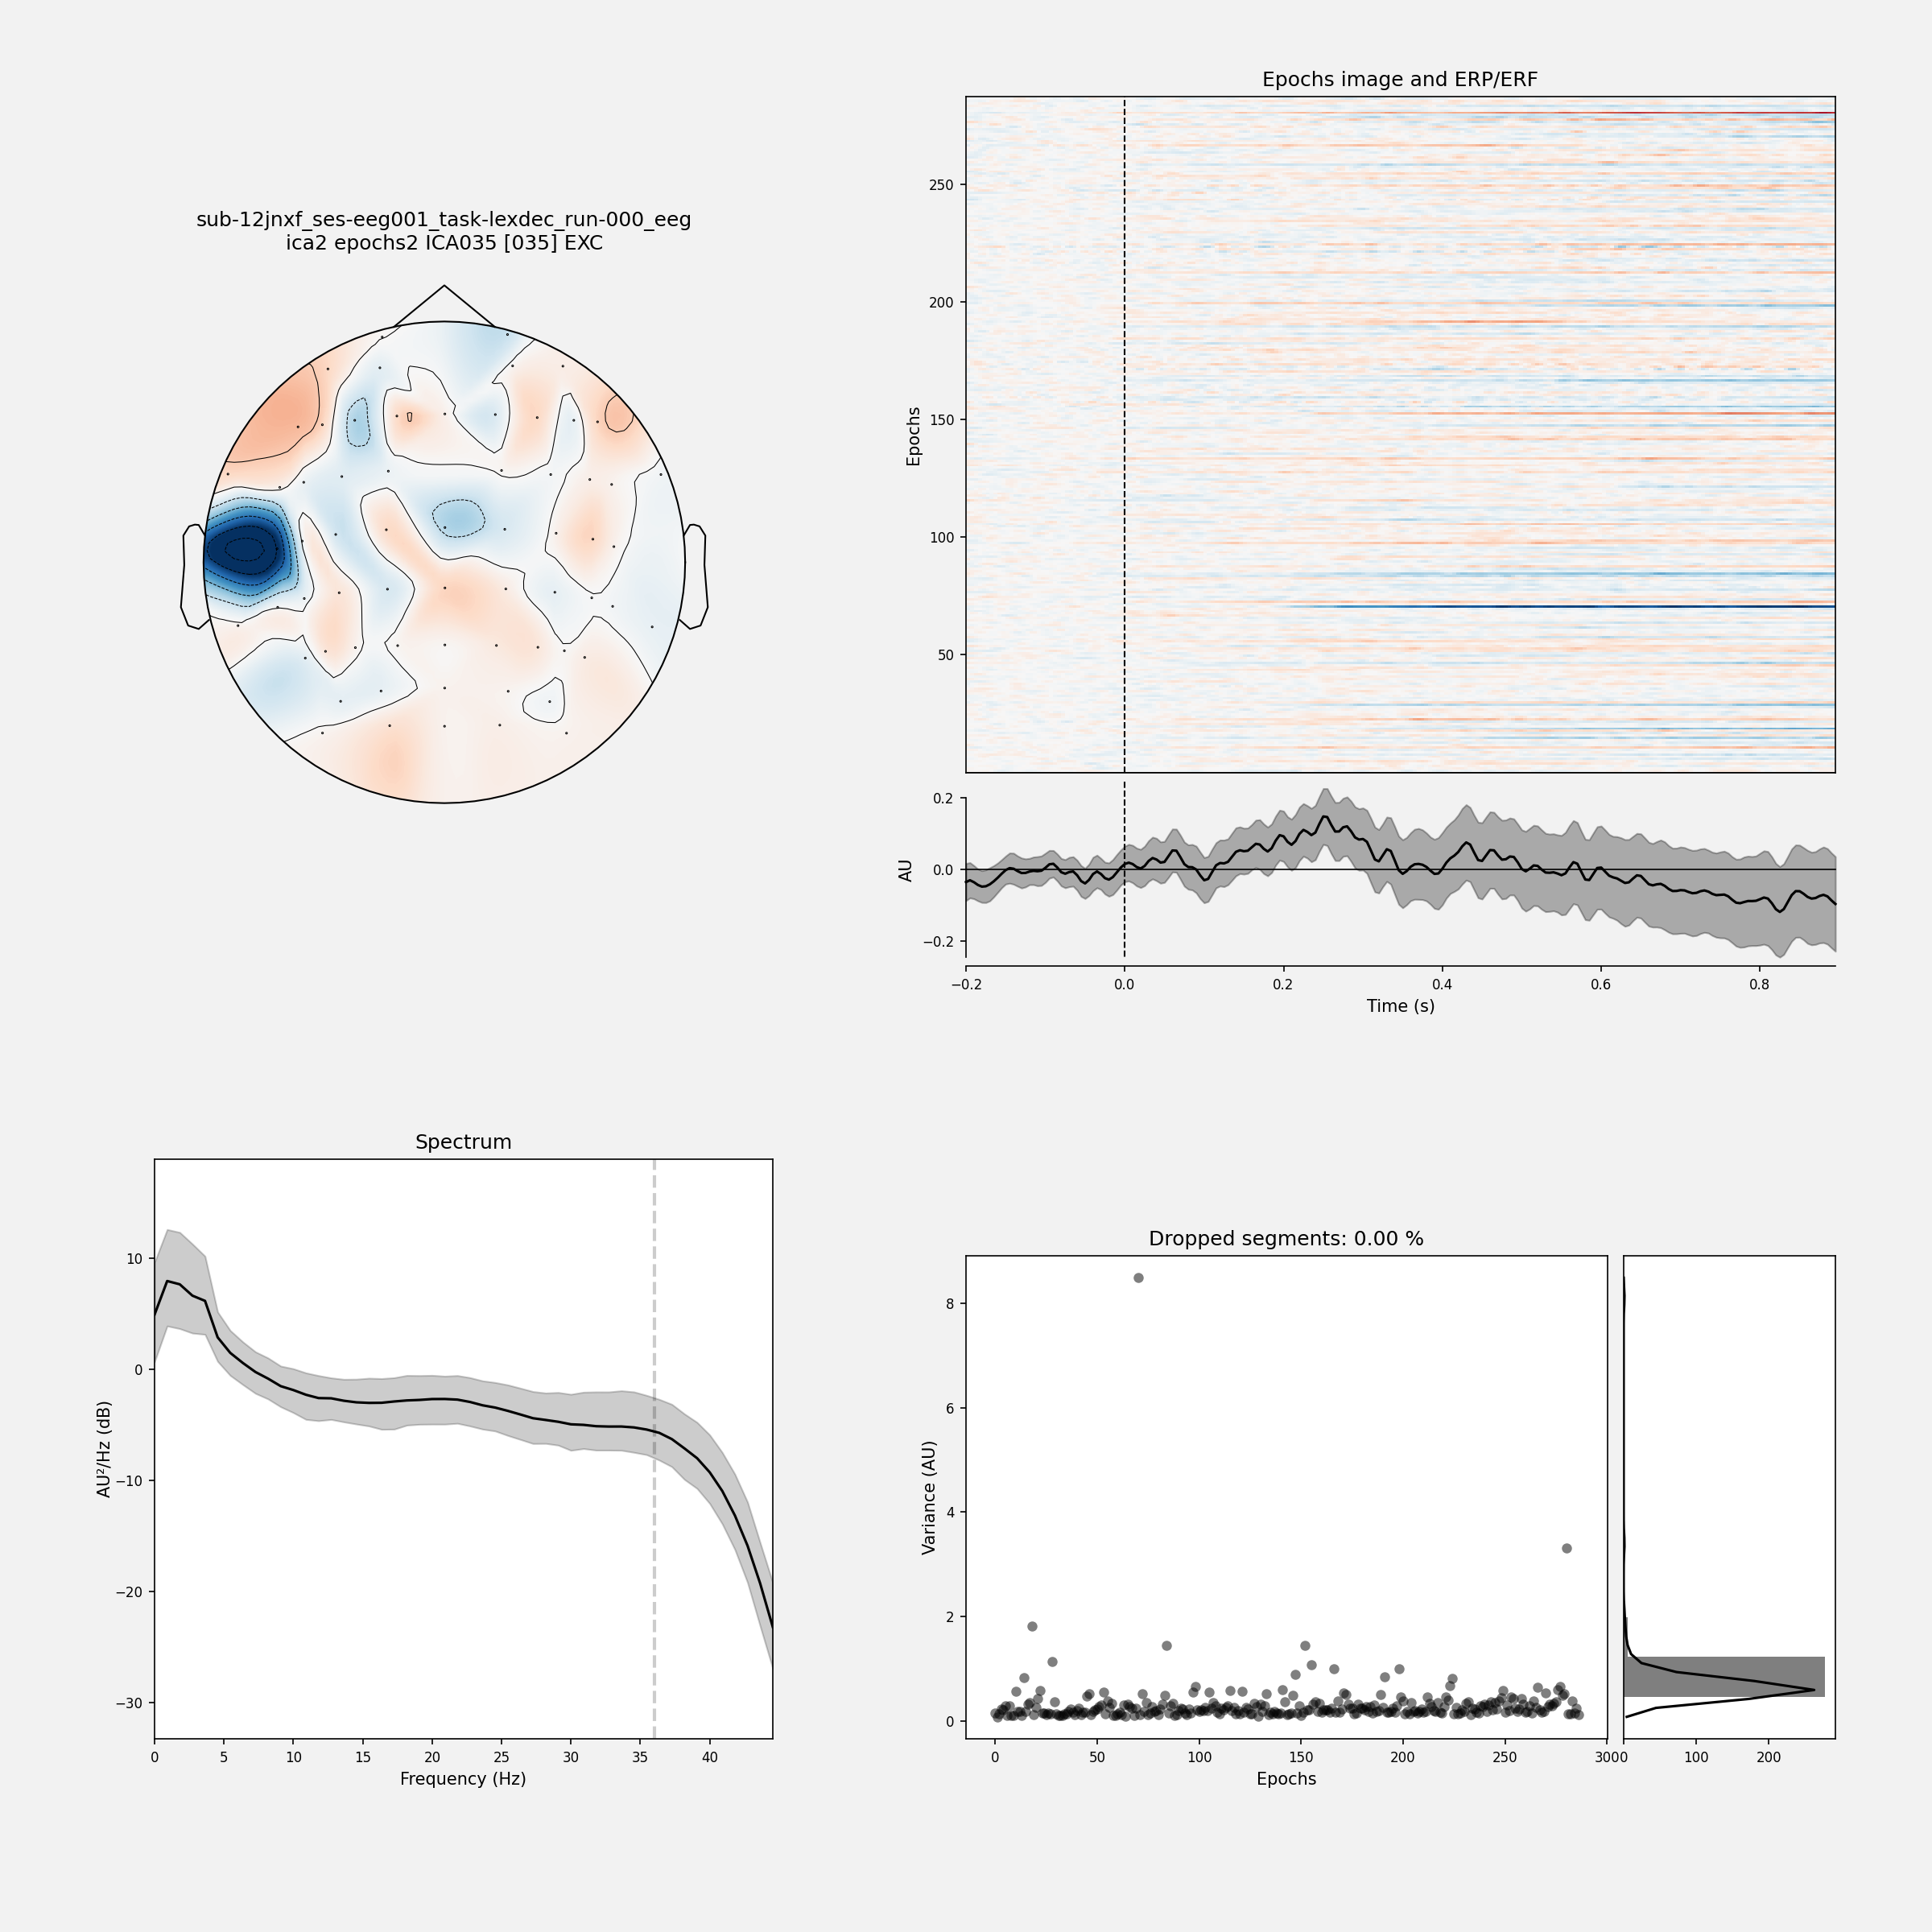 sub-12jnxf_ses-eeg001_task-lexdec_run-000_eeg
ica2 epochs2 ICA035 [035] EXC
Epochs image and ERP/ERF
Epochs
250
200
150
100
50
AU
0.2
0.0
−0.2
−0.2 0.0 0.2 0.4 0.6 0.8
Time (s)
Spectrum
AU²/Hz (dB)
10
0
−10
−20
−30
0 5 10 15 20 25 30 35 40
Frequency (Hz)
Dropped segments: 0.00 %
Variance (AU)
8
6
4
2
0
0 50 100 150 200 250 300
Epochs
0 100 200